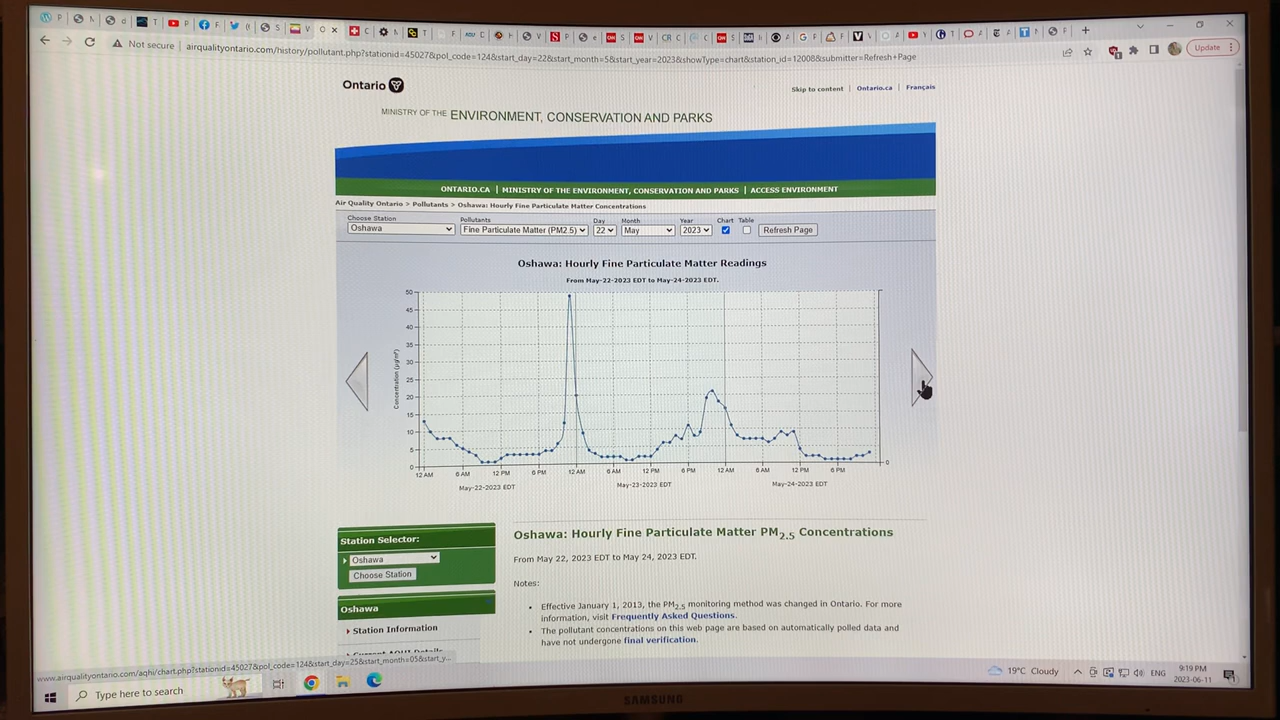 Not secure
airqualityontario.com/history/pollutant.php?stationid=45027&pol_code=124&start_day=22&start_month=5&start_year=2023&showType=chart&station_id=12008&submitter=Refresh+Page
Update
Ontario
Skip to content | Ontario.ca | Français
MINISTRY OF THE ENVIRONMENT, CONSERVATION AND PARKS
ONTARIO.CA | MINISTRY OF THE ENVIRONMENT, CONSERVATION AND PARKS | ACCESS ENVIRONMENT
Air Quality Ontario > Pollutants > Oshawa: Hourly Fine Particulate Matter Concentrations
Choose Station Pollutants Day Month Year Chart Table
Oshawa Fine Particulate Matter (PM2.5) 22 May 2023 Refresh Page
Oshawa: Hourly Fine Particulate Matter Readings
From May-22-2023 EDT to May-24-2023 EDT.
50
45
40
35
30
25
20
15
10
5
0
0
Concentration (µg/m³)
12 AM 6 AM 12 PM 6 PM 12 AM 6 AM 12 PM 6 PM 12 AM 6 AM 12 PM 6 PM
May-22-2023 EDT May-23-2023 EDT May-24-2023 EDT
Station Selector:
Oshawa
Choose Station
Oshawa
Station Information
Oshawa: Hourly Fine Particulate Matter PM2.5 Concentrations
From May 22, 2023 EDT to May 24, 2023 EDT.
Notes:
Effective January 1, 2013, the PM2.5 monitoring method was changed in Ontario. For more
information, visit Frequently Asked Questions.
The pollutant concentrations on this web page are based on automatically polled data and
have not undergone final verification.
www.airqualityontario.com/aqhi/chart.php?stationid=45027&pol_code=124&start_day=25&start_month=05&start_y...
Type here to search
19°C Cloudy
ENG
9:19 PM
2023-06-11
SAMSUNG